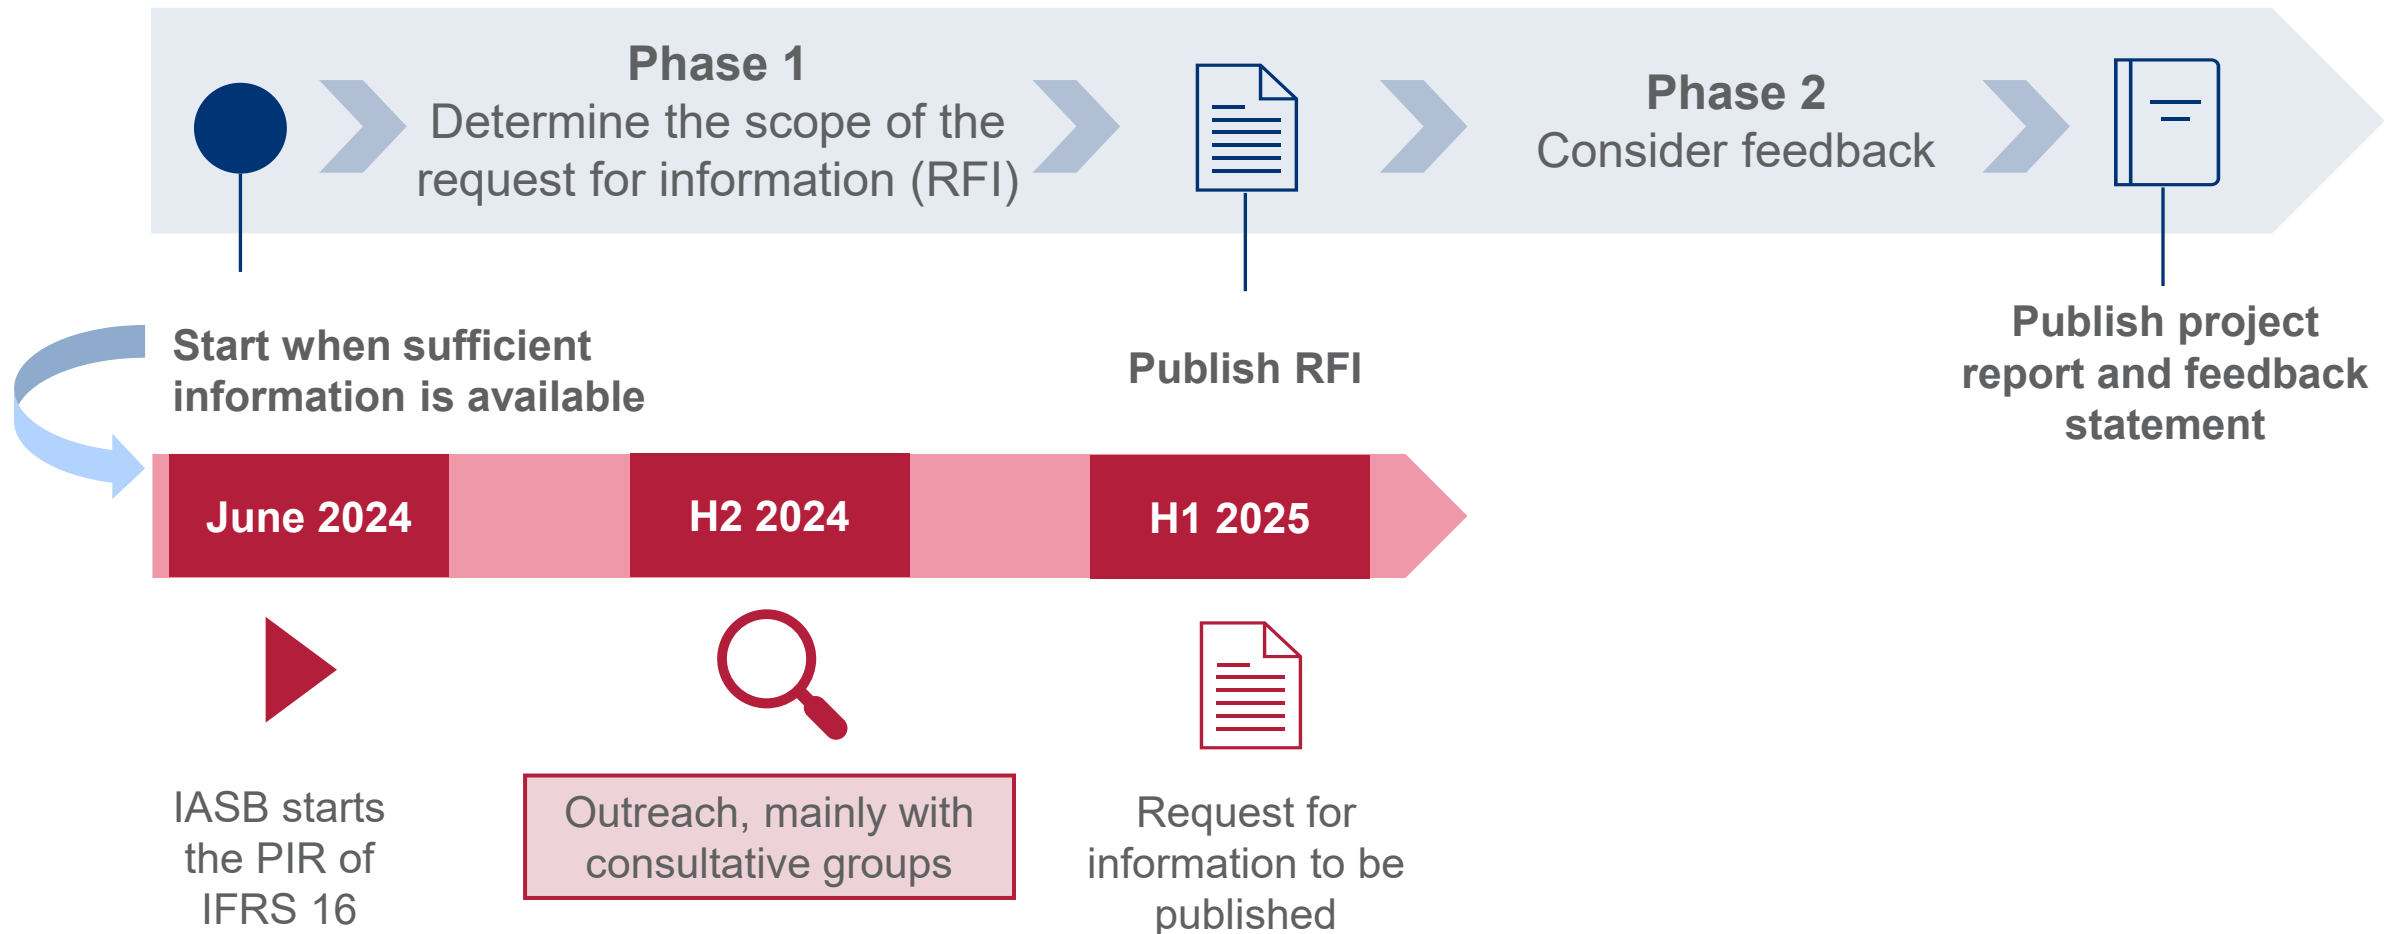 Phase 1
Determine the scope of the
request for information (RFI)
Phase 2
Consider feedback
Start when sufficient
information is available
Publish RFI
Publish project
report and feedback
statement
June 2024
H2 2024
H1 2025
IASB starts
the PIR of
IFRS 16
Outreach, mainly with
consultative groups
Request for
information to be
published